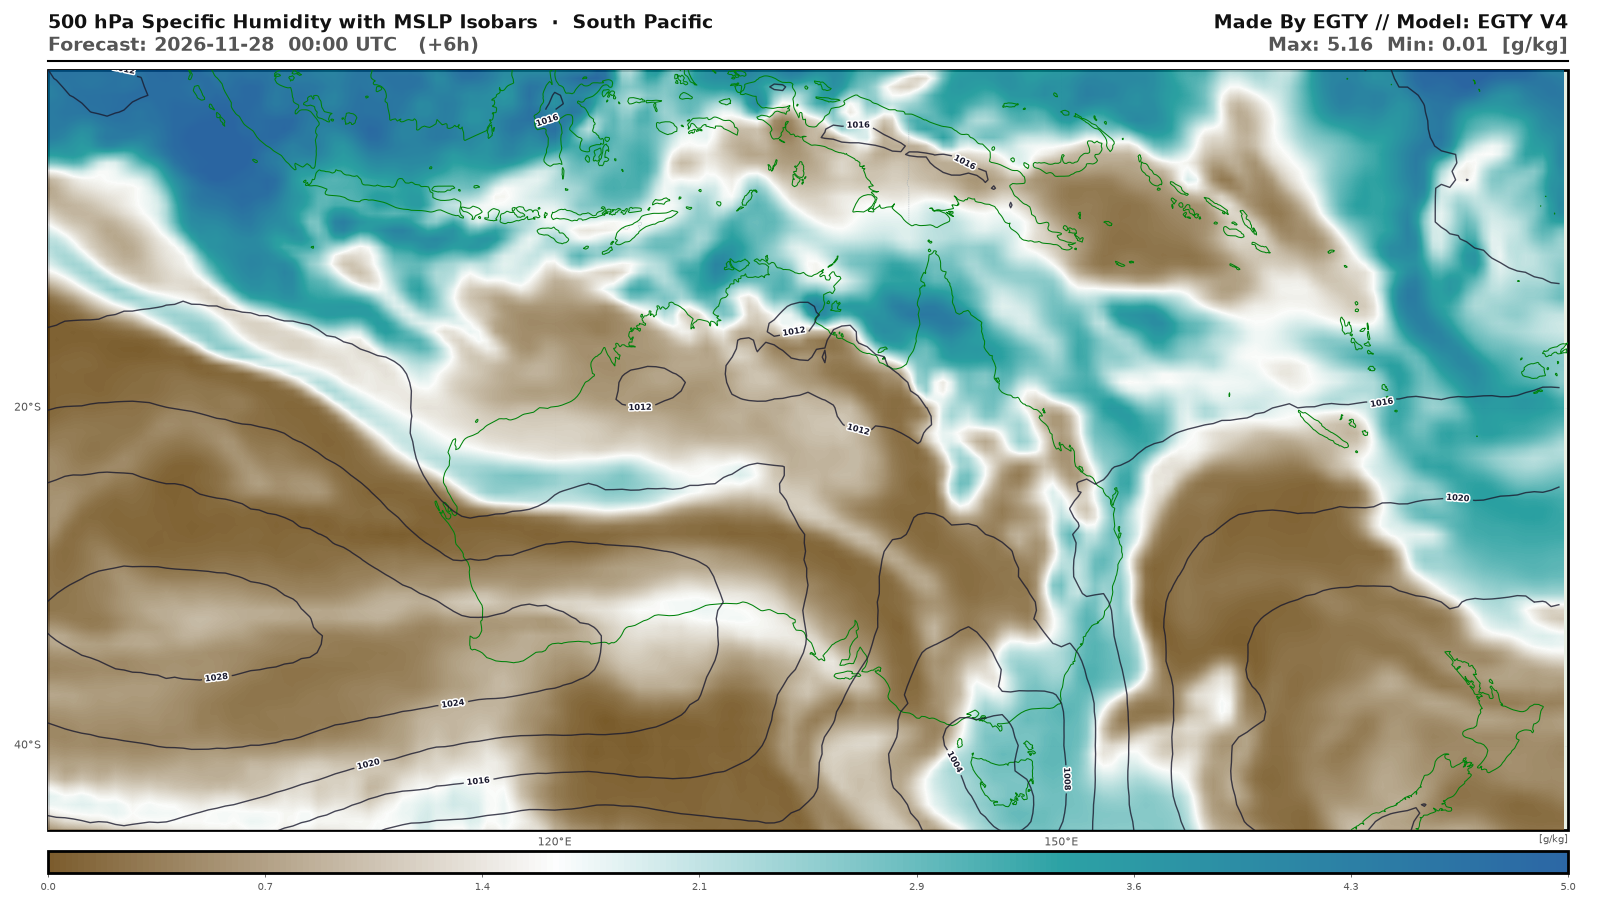 500 hPa Specific Humidity with MSLP Isobars · South Pacific
Made By EGTY // Model: EGTY V4
Forecast: 2026-11-28 00:00 UTC (+6h)
Max: 5.16 Min: 0.01 [g/kg]
1016
1016
1016
1012
1012
1012
1016
20°S
1020
1028
1024
1020
1016
1004
1008
40°S
120°E
150°E
[g/kg]
0.0
0.7
1.4
2.1
2.9
3.6
4.3
5.0